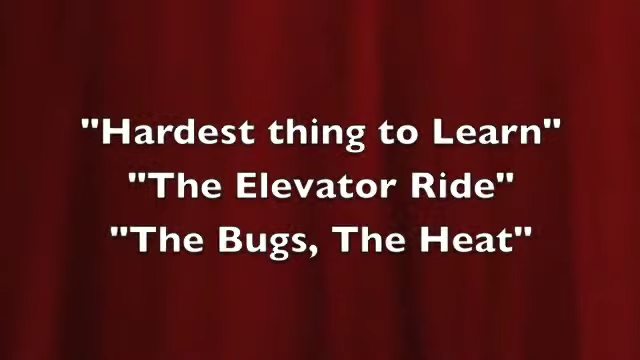 "Hardest thing to Learn"
"The Elevator Ride"
"The Bugs, The Heat"